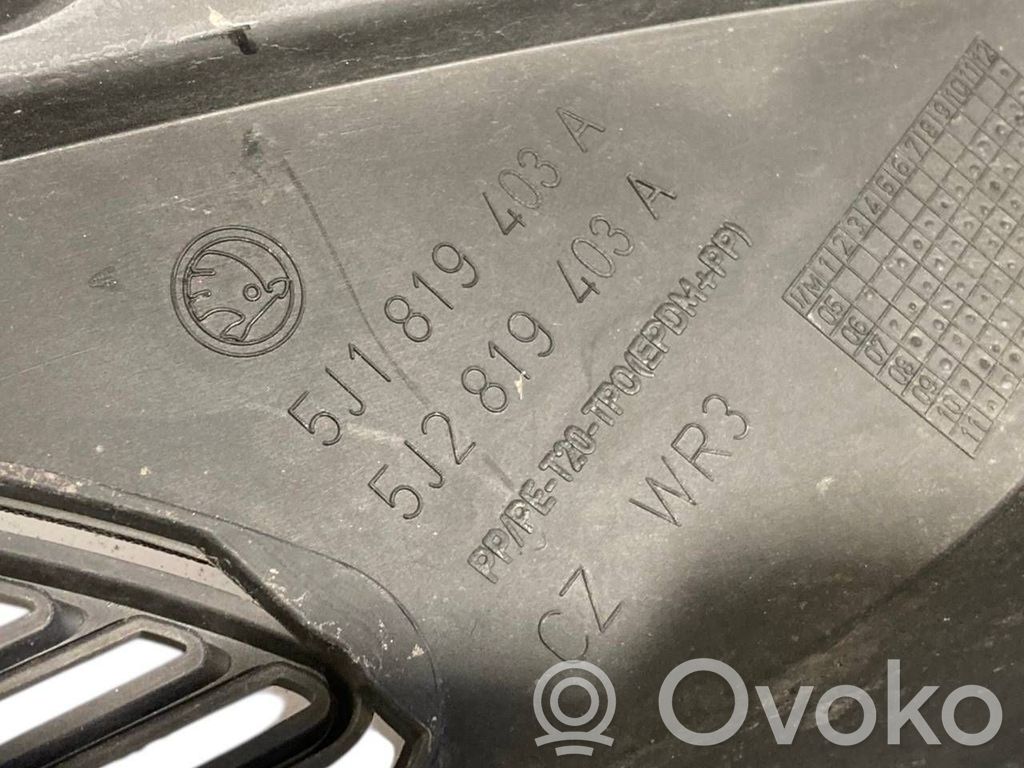 5J1 819 403 A
5J2 819 403 A
PP/PE-T20-TPO(EPDM+PP)
WR3
CZ
J/M 1 2 3 4 5 6 7 8 9 10 11 12
05
06
07
08
09
10
11
Ovoko